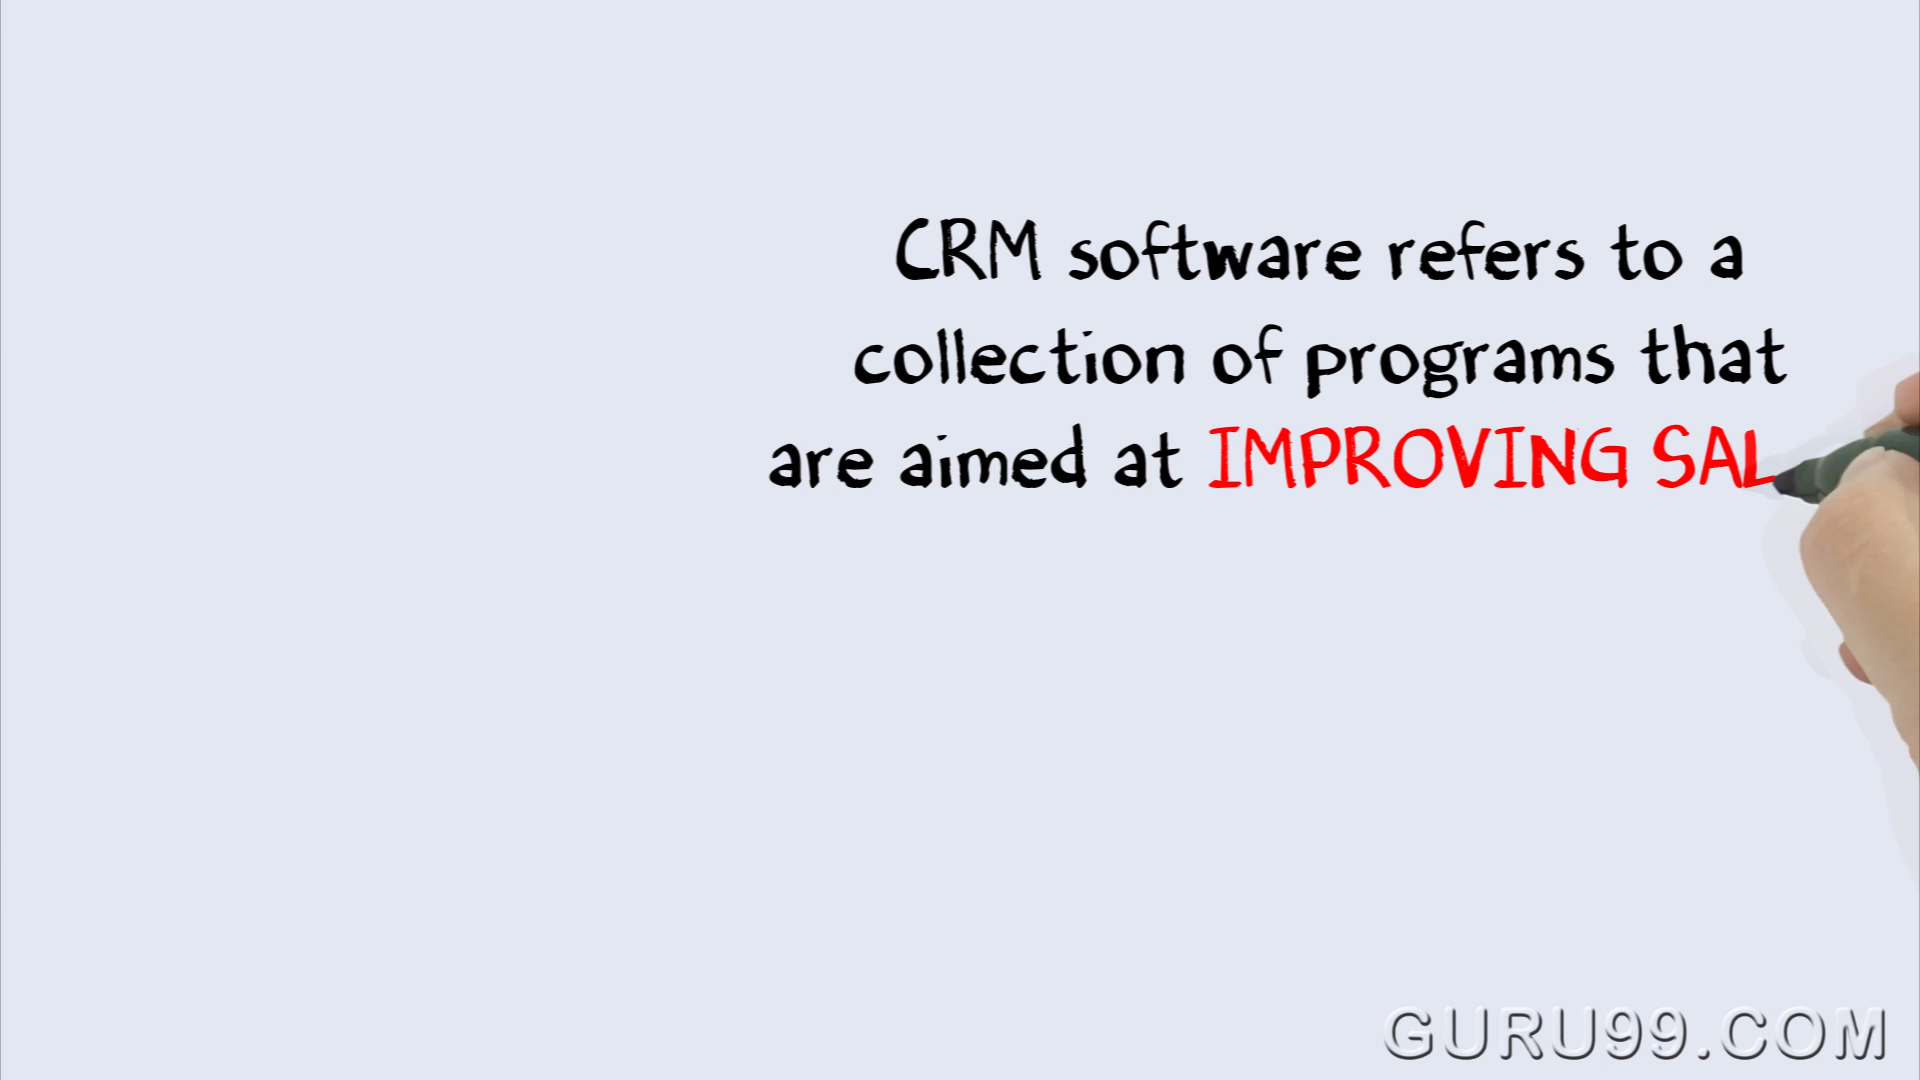 CRM software refers to a
collection of programs that
are aimed at IMPROVING SAL
GURU99.COM